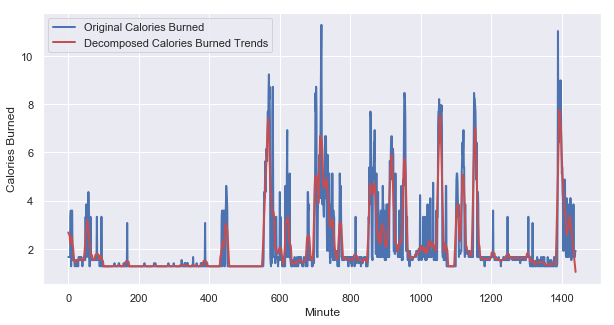 Original Calories Burned
Decomposed Calories Burned Trends
10
8
6
4
2
Calories Burned
0 200 400 600 800 1000 1200 1400
Minute